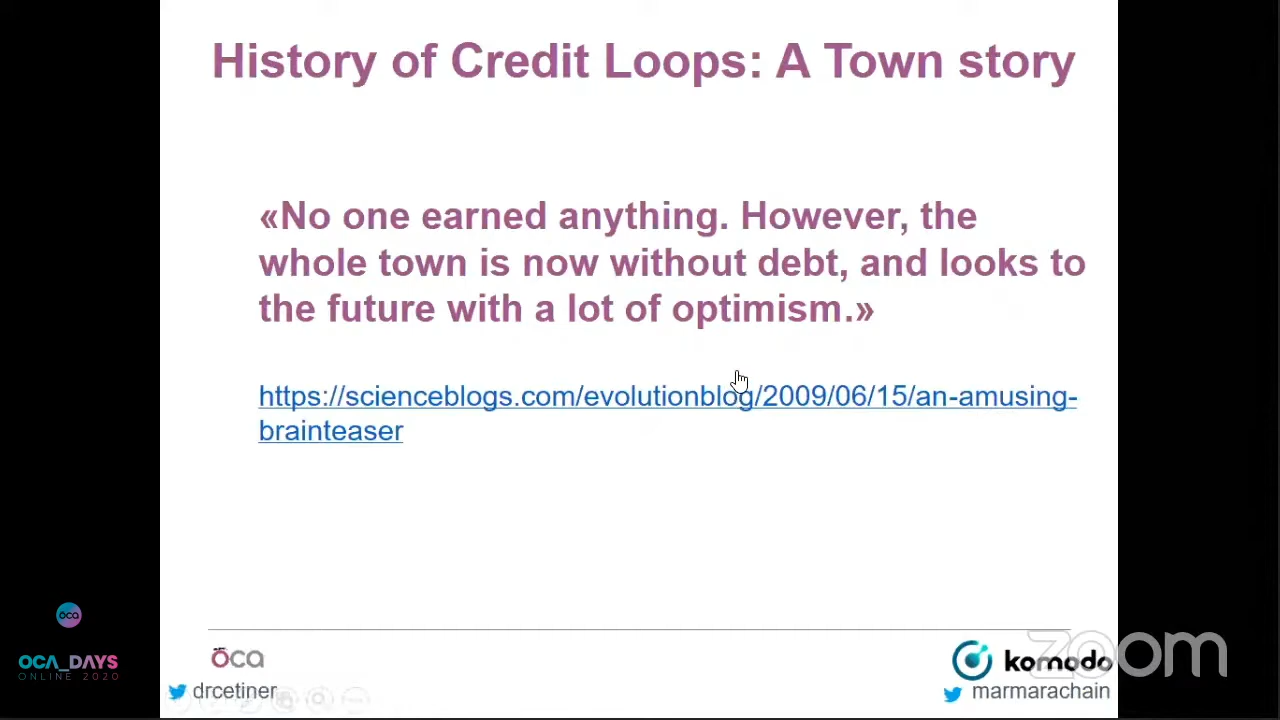 History of Credit Loops: A Town story
«No one earned anything. However, the
whole town is now without debt, and looks to
the future with a lot of optimism.»
https://scienceblogs.com/evolutionblog/2009/06/15/an-amusing-
brainteaser
öca
OCA_DAYS
ONLINE 2020
öca
drcetiner
komodo
marmarachain
zoom